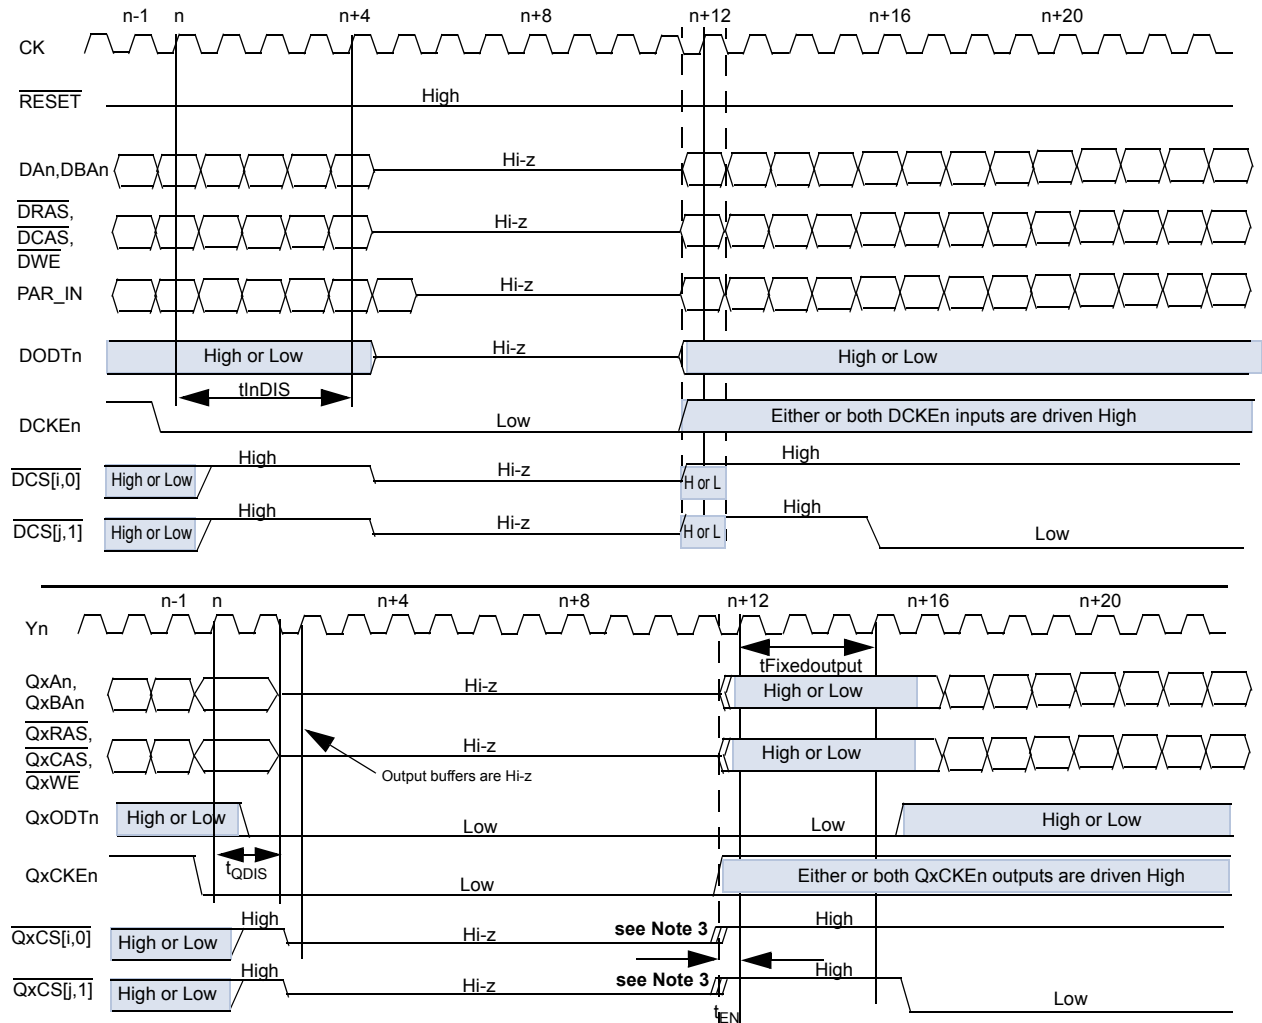 n-1 n n+4 n+8 n+12 n+16 n+20
CK
RESET High
DAn,DBAn Hi-z
DRAS,
DCAS, Hi-z
DWE
PAR_IN Hi-z
DODTn High or Low Hi-z High or Low
tInDIS
DCKEn Low Either or both DCKEn inputs are driven High
DCS[i,0] High or Low High Hi-z H or L High
DCS[j,1] High or Low High Hi-z H or L High Low
n-1 n n+4 n+8 n+12 n+16 n+20
Yn
tFixedoutput
QxAn,
QxBAn Hi-z High or Low
QxRAS,
QxCAS, Hi-z High or Low
QxWE
Output buffers are Hi-z
QxODTn High or Low Low Low High or Low
tQDIS
QxCKEn Low Either or both QxCKEn outputs are driven High
QxCS[i,0] High or Low High Hi-z see Note 3 High
QxCS[j,1] High or Low High Hi-z see Note 3 High Low
tEN